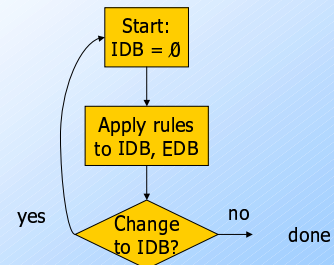 Start:
IDB = ∅
Apply rules
to IDB, EDB
Change
to IDB?
yes
no
done